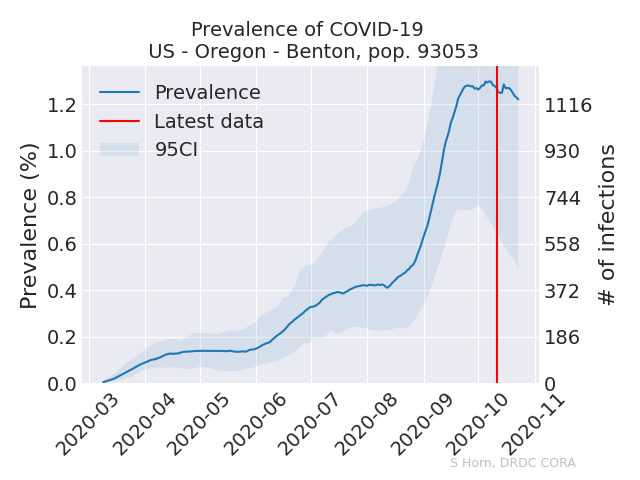 Prevalence of COVID-19
US - Oregon - Benton, pop. 93053
Prevalence
Latest data
95CI
Prevalence (%)
1.2
1.0
0.8
0.6
0.4
0.2
0.0
1116
930
744
558
372
186
0
# of infections
2020-03
2020-04
2020-05
2020-06
2020-07
2020-08
2020-09
2020-10
2020-11
S Horn, DRDC CORA